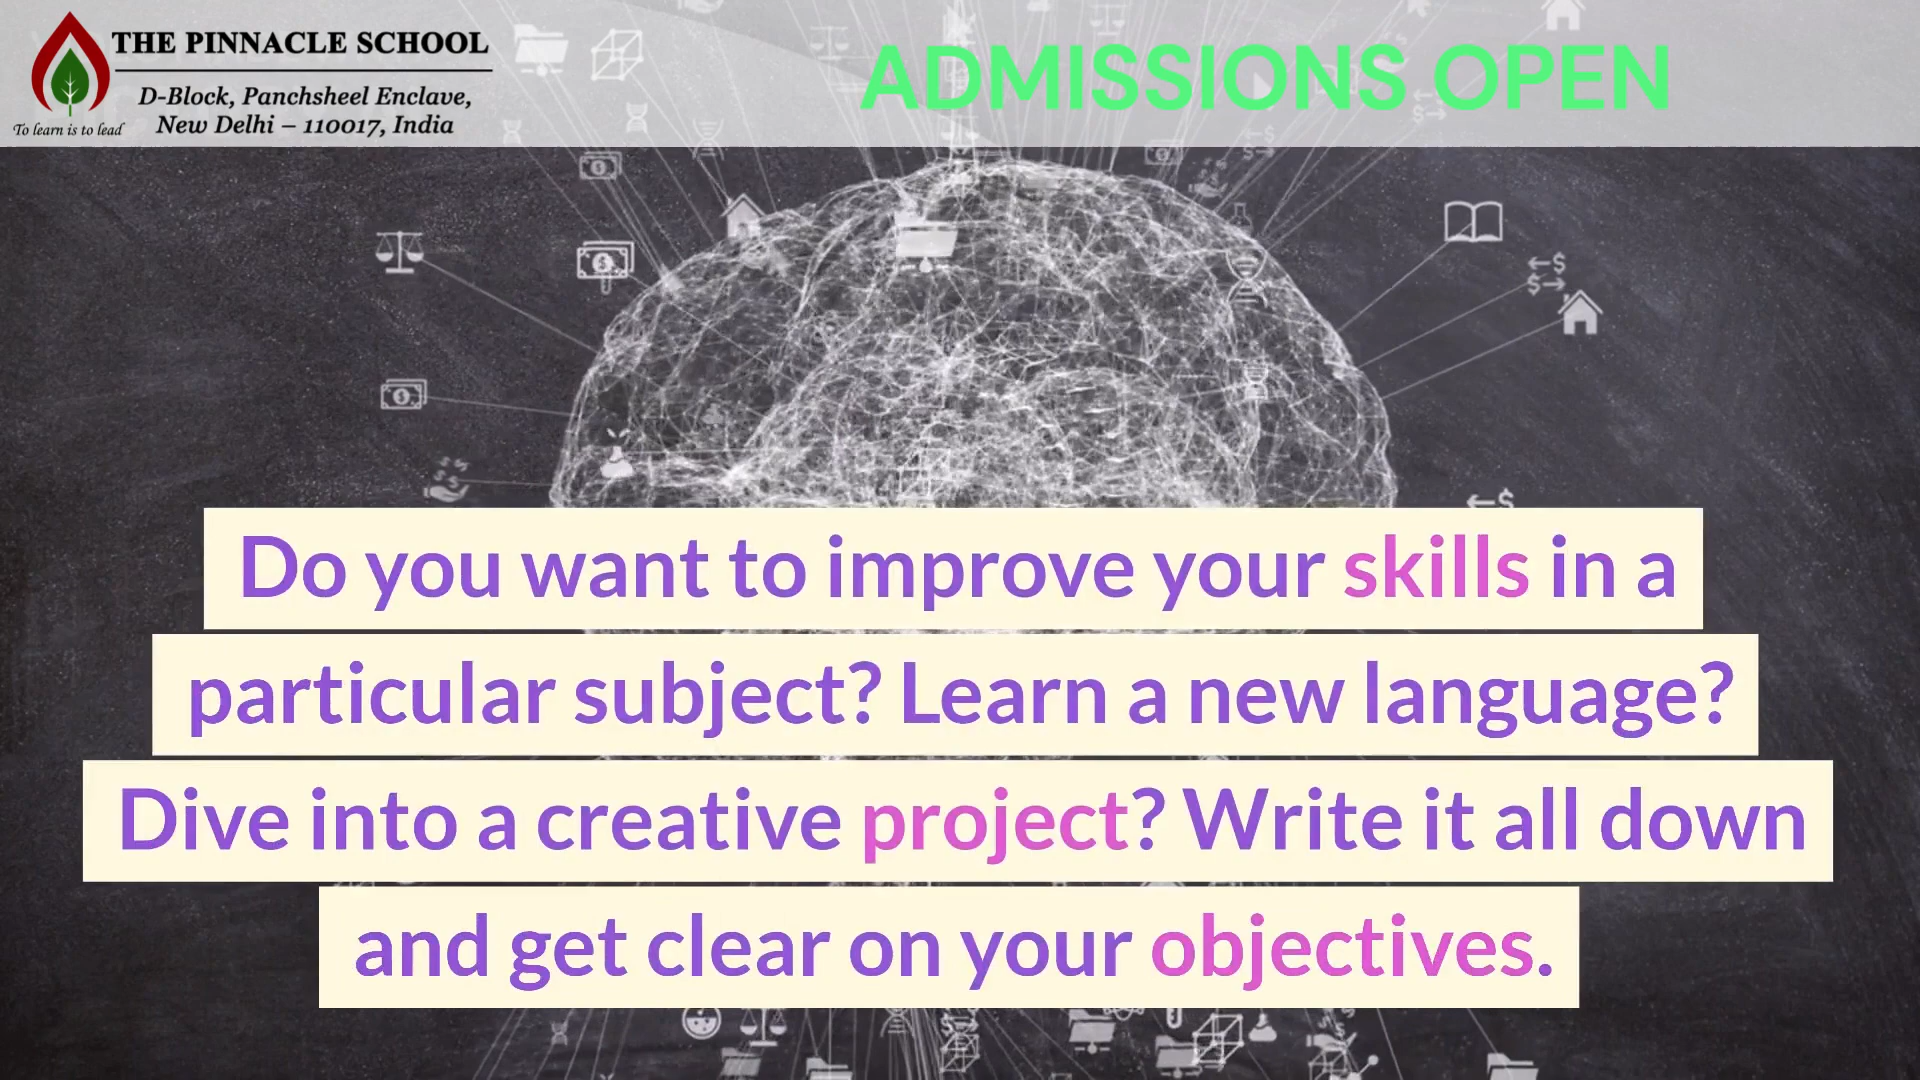 THE PINNACLE SCHOOL
D-Block, Panchsheel Enclave,
New Delhi – 110017, India
To learn is to lead
ADMISSIONS OPEN
Do you want to improve your skills in a
particular subject? Learn a new language?
Dive into a creative project? Write it all down
and get clear on your objectives.